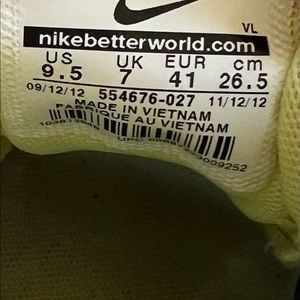 VL
nikebetterworld.com
US UK EUR cm
9.5 7 41 26.5
09/12/12 554676-027 11/12/12
MADE IN VIETNAM
FABRIQUE AU VIETNAM
UPC